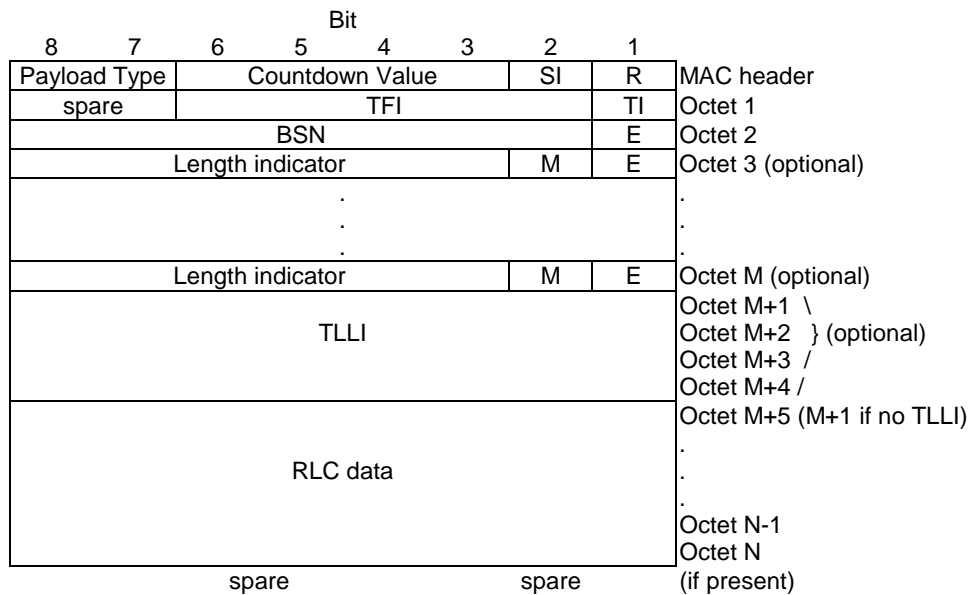 Bit
8 7 6 5 4 3 2 1
Payload Type Countdown Value SI R MAC header
spare TFI TI Octet 1
BSN E Octet 2
Length indicator M E Octet 3 (optional)
. .
. .
. .
Length indicator M E Octet M (optional)
Octet M+1 \
TLLI Octet M+2 } (optional)
Octet M+3 /
Octet M+4 /
Octet M+5 (M+1 if no TLLI)
.
RLC data .
.
Octet N-1
Octet N
spare spare (if present)